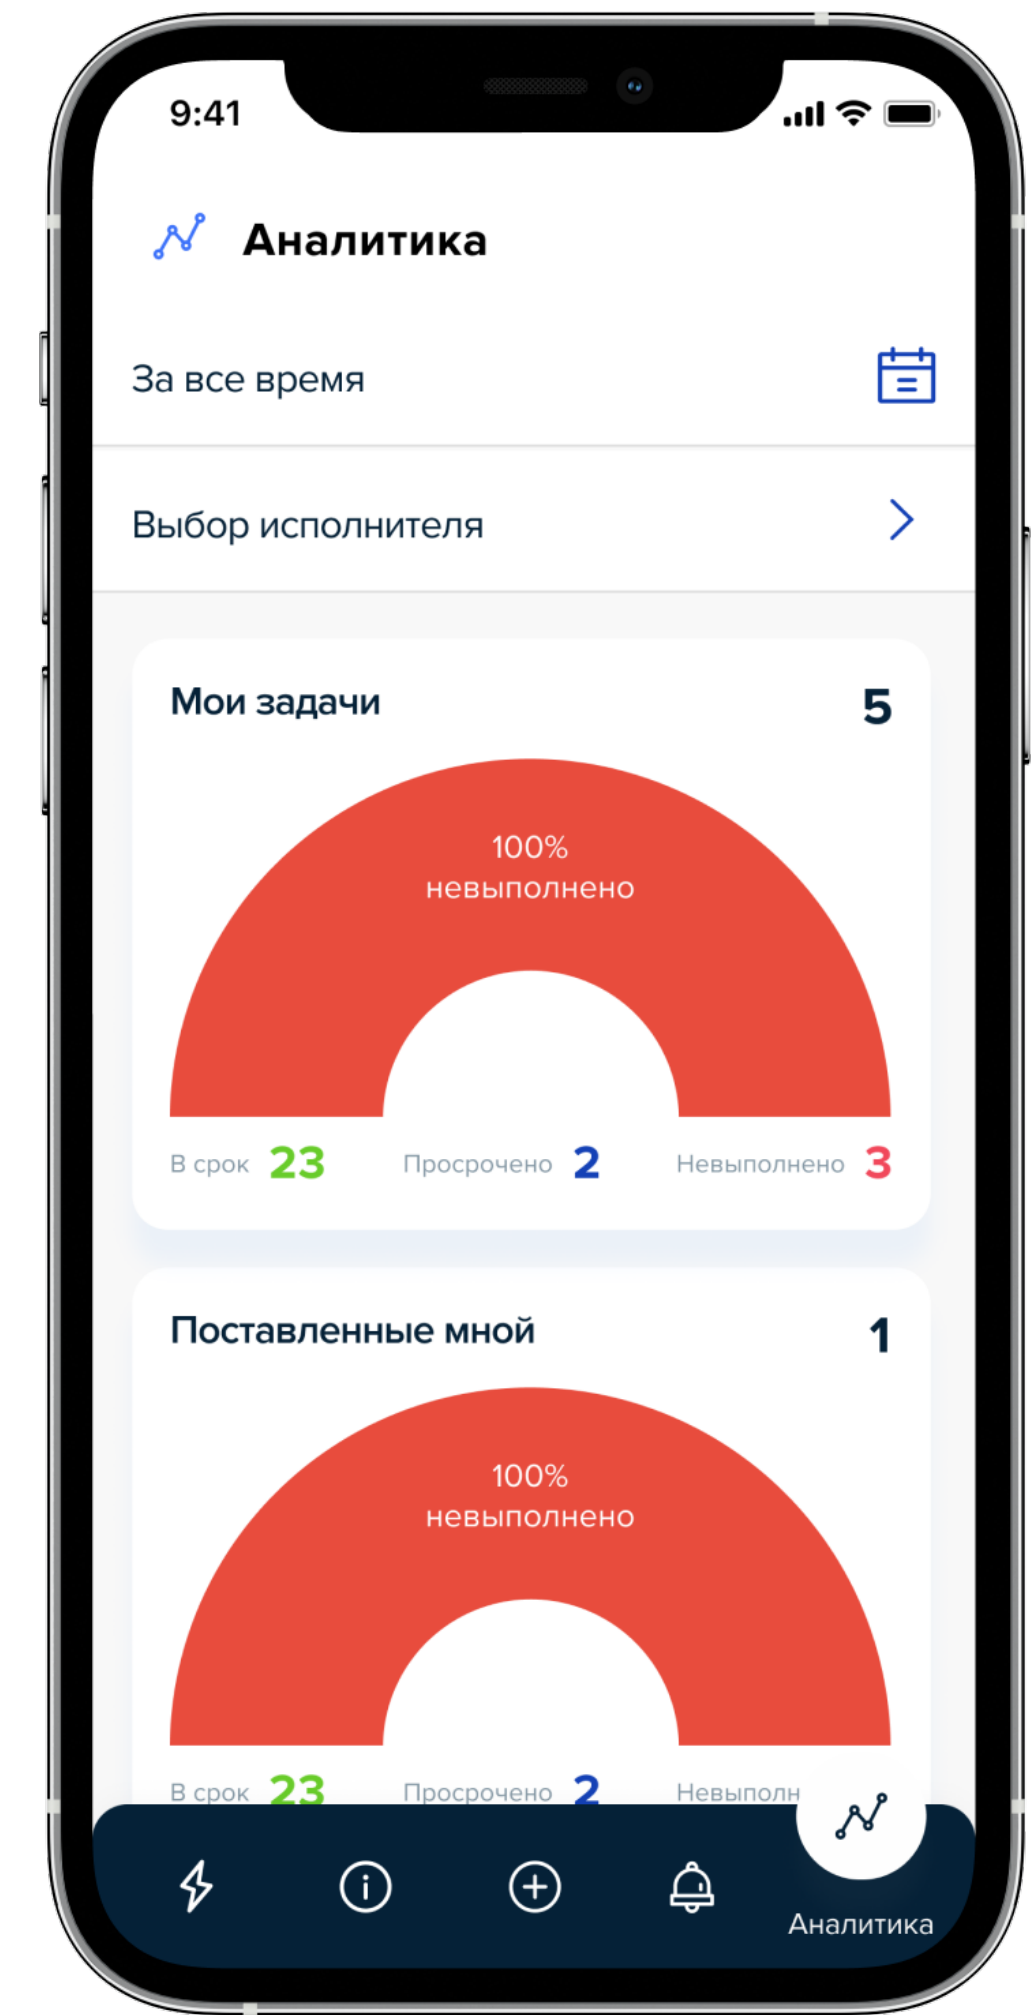 9:41
Аналитика
За все время
Выбор исполнителя
Мои задачи 5
100%
невыполнено
В срок 23 Просрочено 2 Невыполнено 3
Поставленные мной 1
100%
невыполнено
В срок 23 Просрочено 2 Невыполн
Аналитика